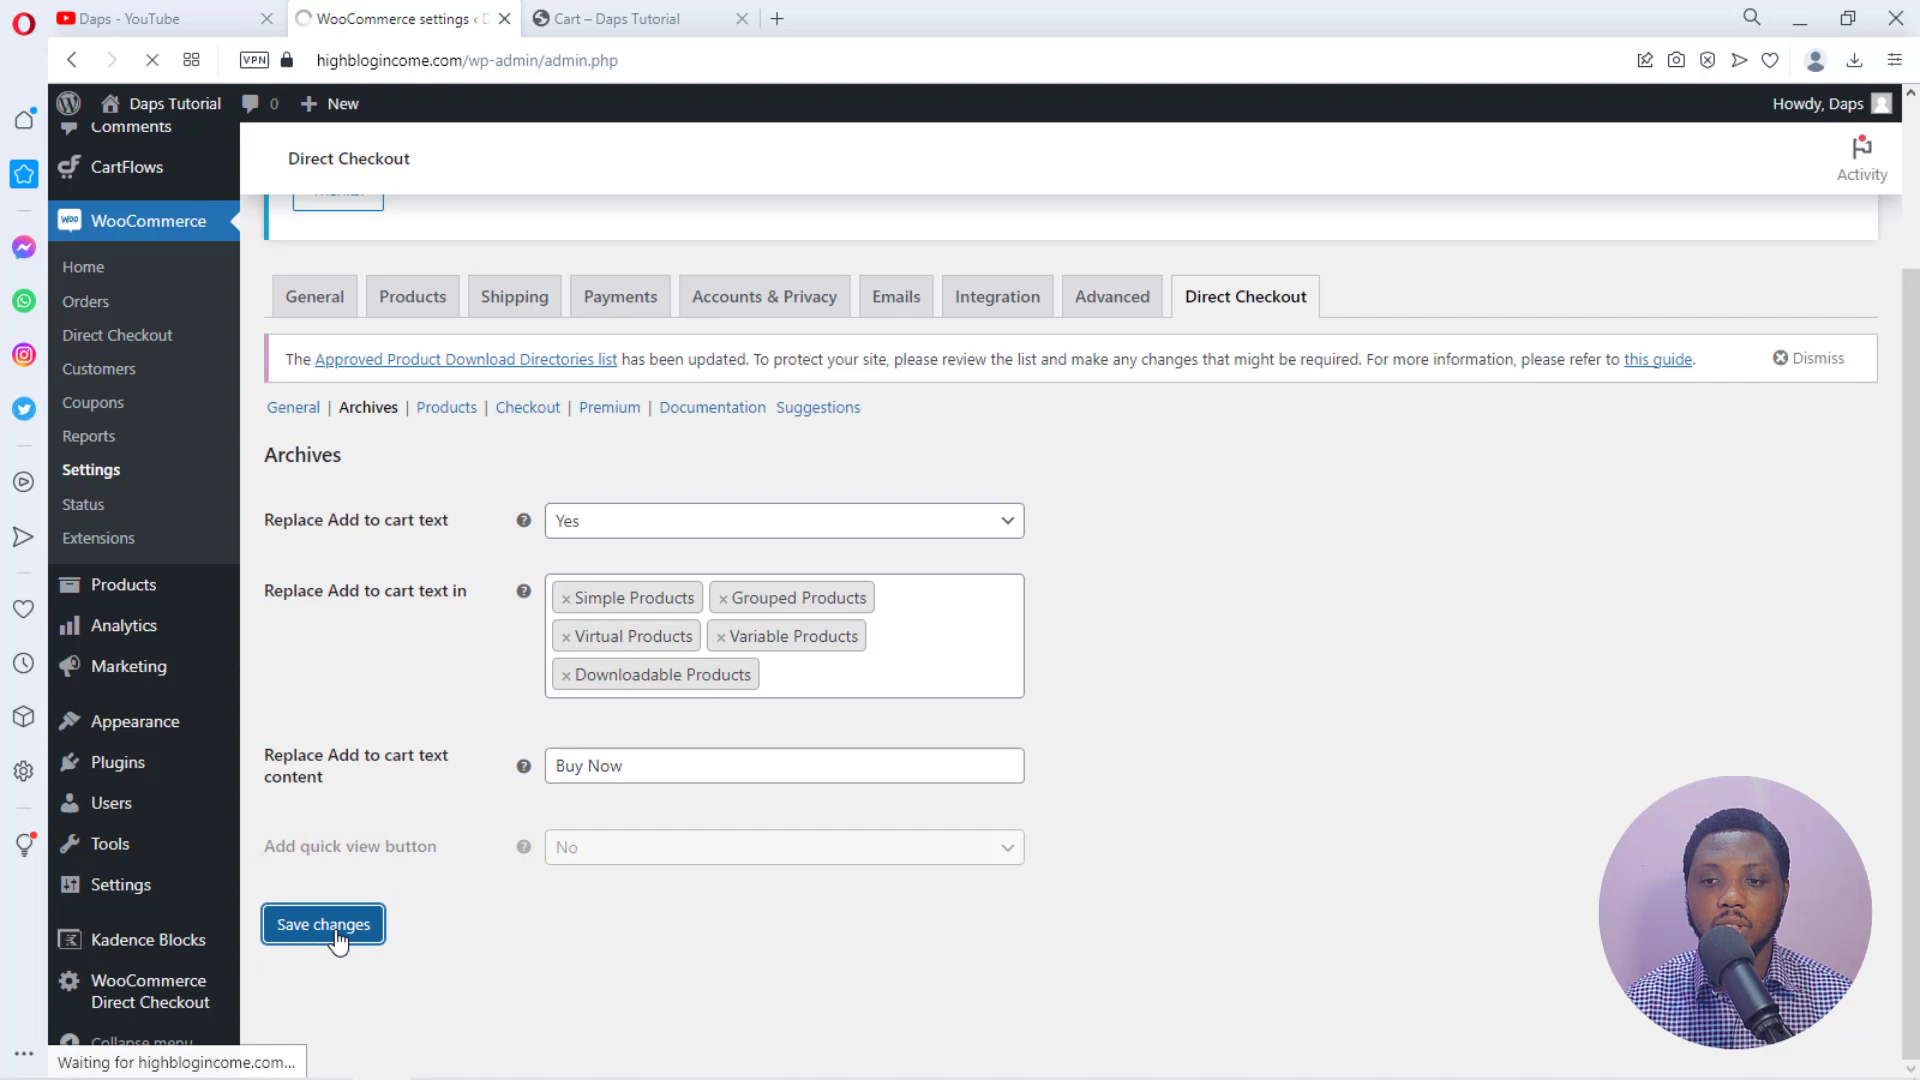 Daps - YouTube
WooCommerce settings ‹ D
Cart – Daps Tutorial
VPN
highblogincome.com/wp-admin/admin.php
Daps Tutorial
0
New
Howdy, Daps
Comments
CartFlows
Direct Checkout
Activity
WooCommerce
Home
Orders
Direct Checkout
Customers
Coupons
Reports
Settings
Status
Extensions
Products
Analytics
Marketing
Appearance
Plugins
Users
Tools
Settings
Kadence Blocks
WooCommerce
Direct Checkout
Collapse menu
General
Products
Shipping
Payments
Accounts & Privacy
Emails
Integration
Advanced
Direct Checkout
The Approved Product Download Directories list has been updated. To protect your site, please review the list and make any changes that might be required. For more information, please refer to this guide.
Dismiss
General | Archives | Products | Checkout | Premium | Documentation Suggestions
Archives
Replace Add to cart text
Yes
Replace Add to cart text in
× Simple Products × Grouped Products
× Virtual Products × Variable Products
× Downloadable Products
Replace Add to cart text
content
Buy Now
Add quick view button
No
Save changes
Waiting for highblogincome.com...